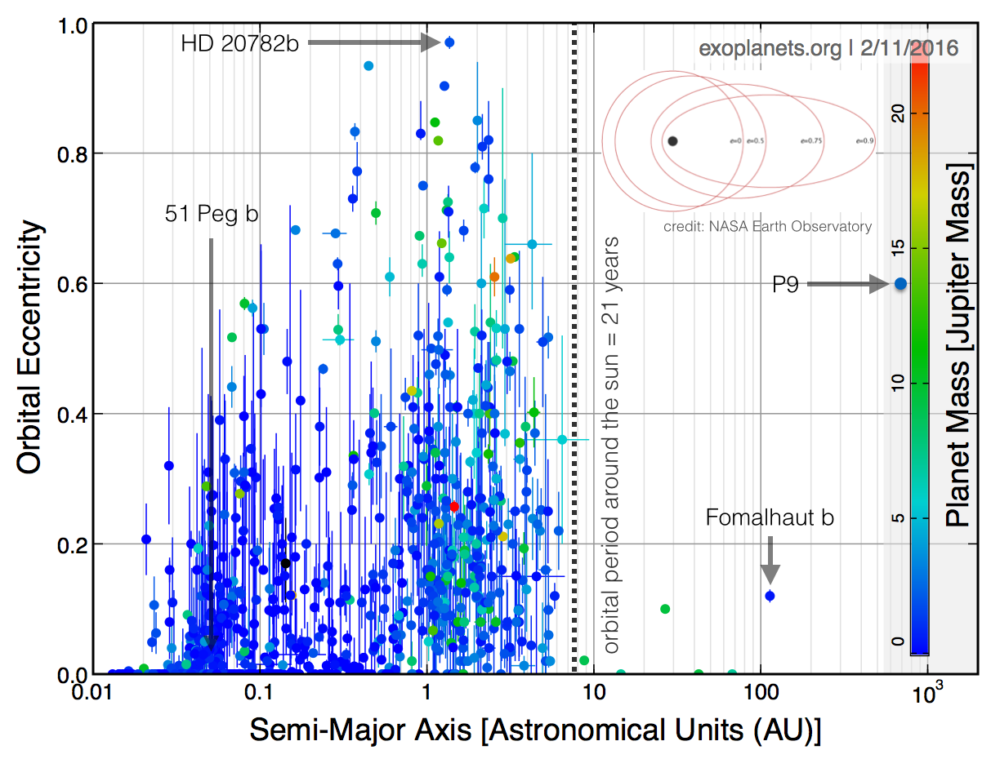 1.0
0.8
0.6
0.4
0.2
0.0
Orbital Eccentricity
0.01
0.1
1
10
100
10³
Semi-Major Axis [Astronomical Units (AU)]
HD 20782b
51 Peg b
exoplanets.org | 2/11/2016
e=0
e=0.5
e=0.75
e=0.9
credit: NASA Earth Observatory
P9
Fomalhaut b
orbital period around the sun = 21 years
20
15
10
5
0
Planet Mass [Jupiter Mass]